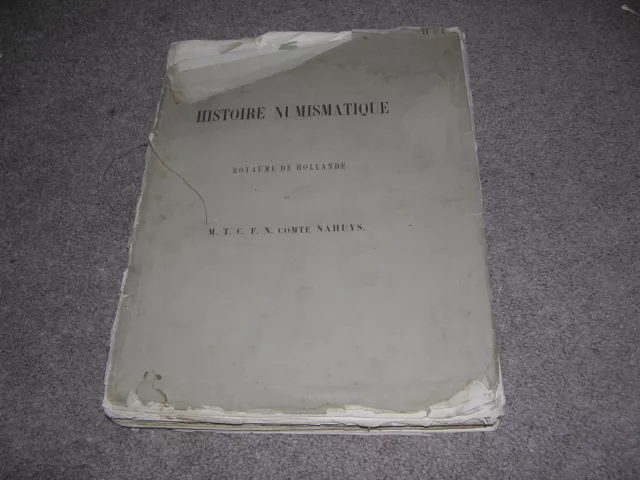 HISTOIRE NUMISMATIQUE
ROYAUME DE HOLLANDE
M. T. C. F. N. COMTE NAHUYS.